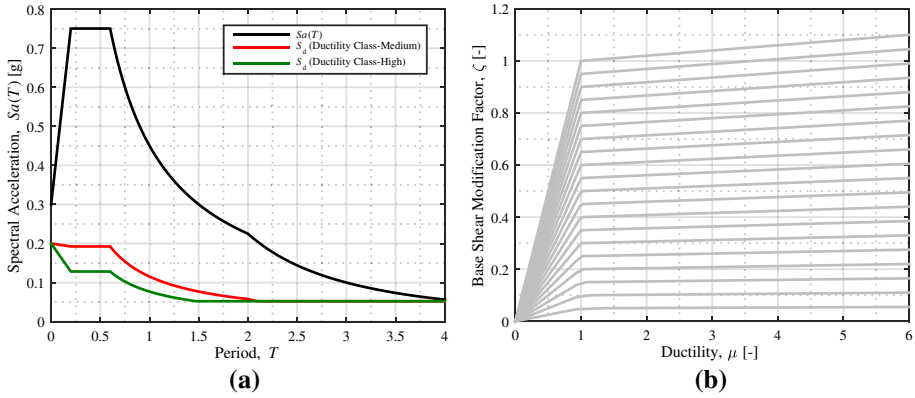 0.8
0.7
0.6
0.5
0.4
0.3
0.2
0.1
0
Spectral Acceleration, Sa(T) [g]
Sa(T)
S_d (Ductility Class-Medium)
S_d (Ductility Class-High)
0 0.5 1 1.5 2 2.5 3 3.5 4
Period, T
(a)
1.2
1
0.8
0.6
0.4
0.2
0
Base Shear Modification Factor, ζ [-]
0 1 2 3 4 5 6
Ductility, μ [-]
(b)